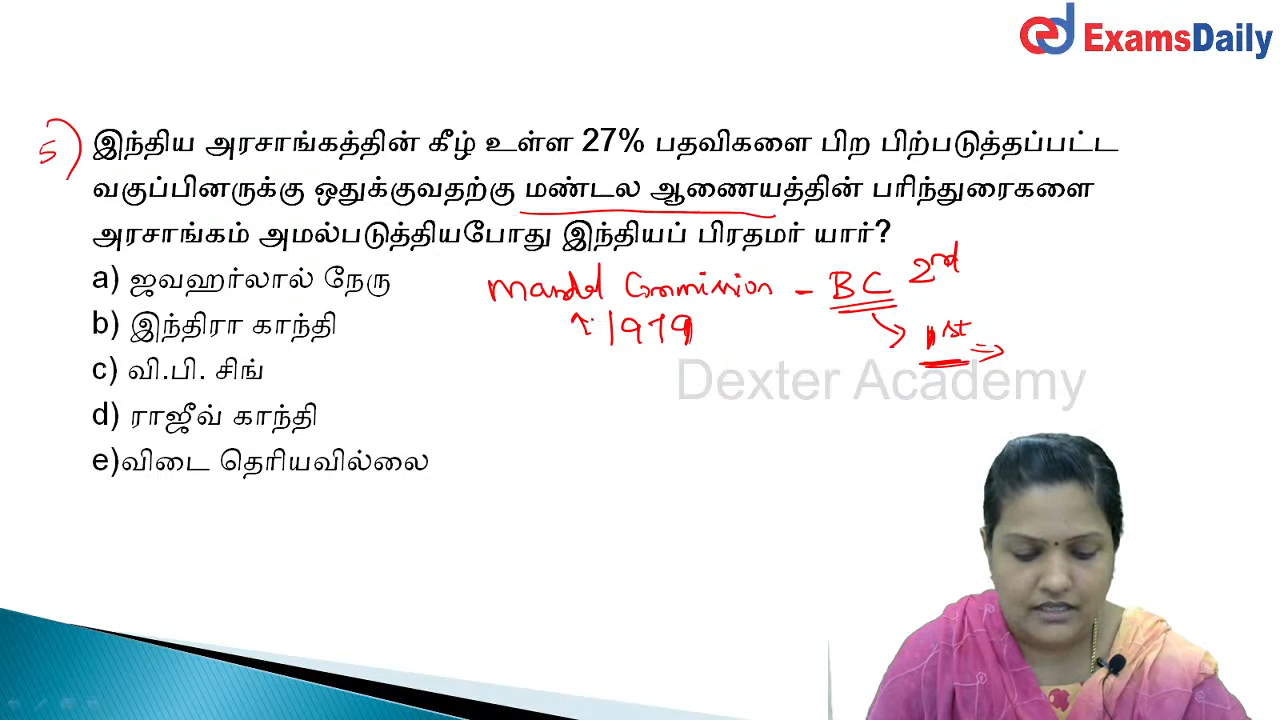 ed ExamsDaily
5) இந்திய அரசாங்கத்தின் கீழ் உள்ள 27% பதவிகளை பிற பிற்படுத்தப்பட்ட
வகுப்பினருக்கு ஒதுக்குவதற்கு மண்டல ஆணையத்தின் பரிந்துரைகளை
அரசாங்கம் அமல்படுத்தியபோது இந்தியப் பிரதமர் யார்?
a) ஜவஹர்லால் நேரு
Mandal Commission - BC 2nd
b) இந்திரா காந்தி
1979
1st
c) வி.பி. சிங்
Dexter Academy
d) ராஜீவ் காந்தி
e)விடை தெரியவில்லை